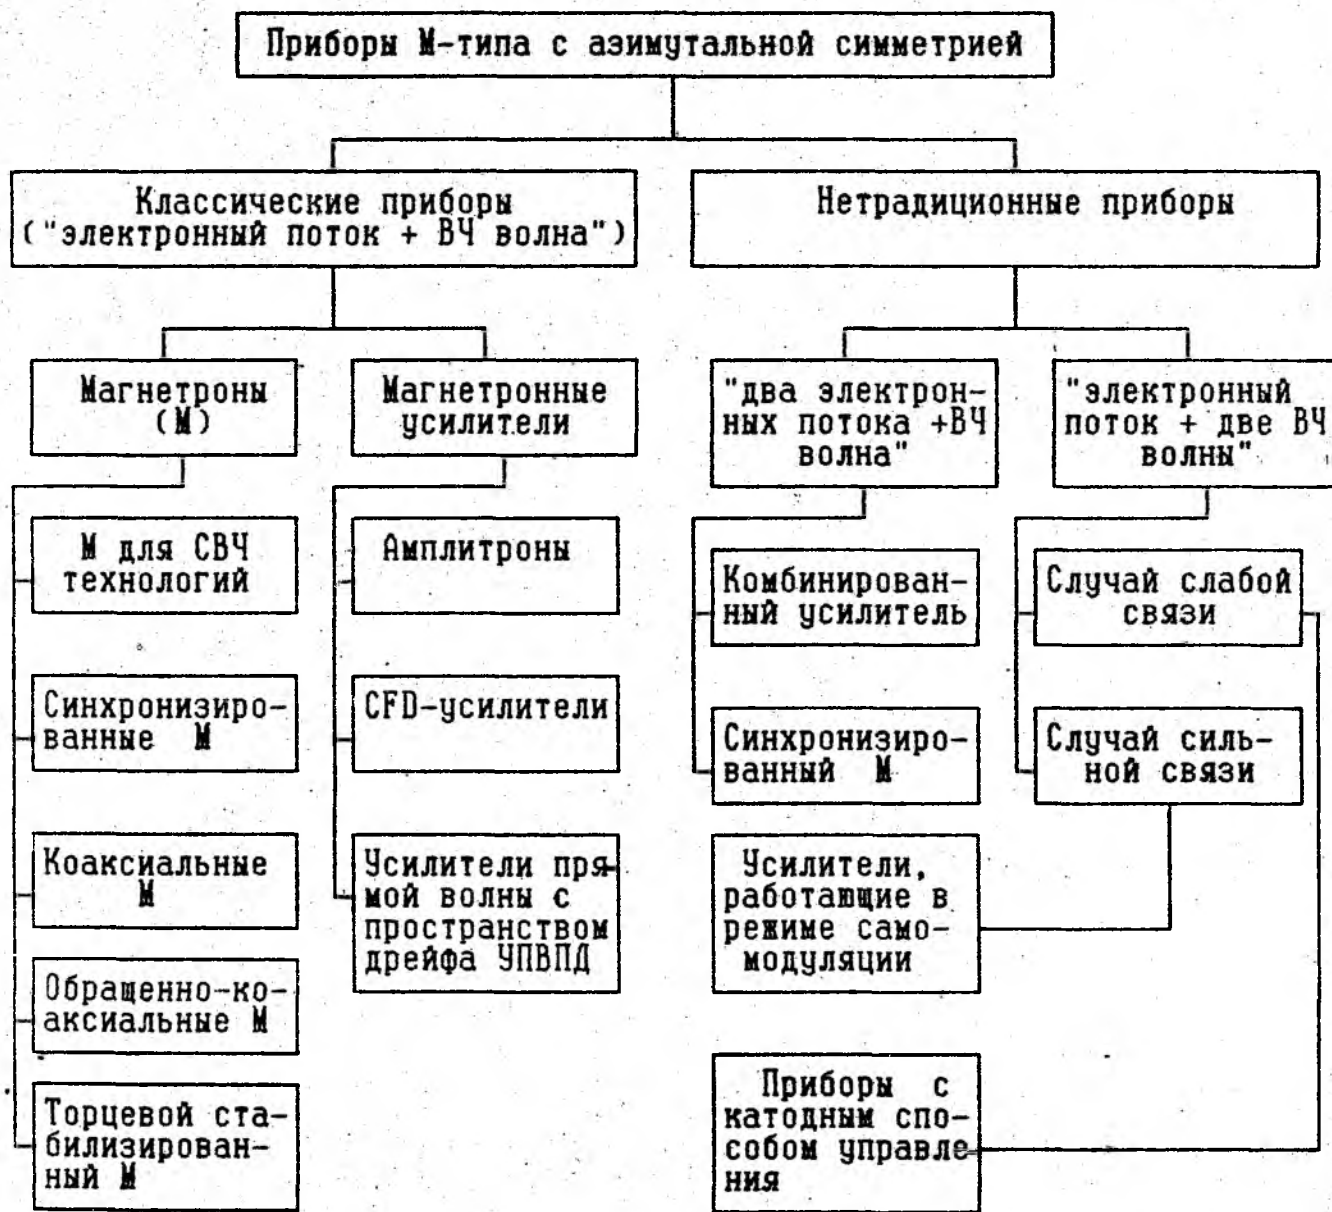 Приборы М-типа с азимутальной симметрией
Классические приборы
("электронный поток + ВЧ волна")
Нетрадиционные приборы
Магнетроны
(М)
Магнетронные
усилители
"два электрон-
ных потока +ВЧ
волна"
"электронный
поток + две ВЧ
волны"
М для СВЧ
технологий
Синхронизиро-
ванные М
Коаксиальные
М
Обращенно-ко-
аксиальные М
Торцевой ста-
билизирован-
ный М
Амплитроны
CFD-усилители
Усилители пря-
мой волны с
пространством
дрейфа УПВПД
Комбинирован-
ный усилитель
Синхронизиро-
ванный М
Усилители,
работающие в
режиме само-
модуляции
Приборы с
катодным спо-
собом управле-
ния
Случай слабой
связи
Случай силь-
ной связи